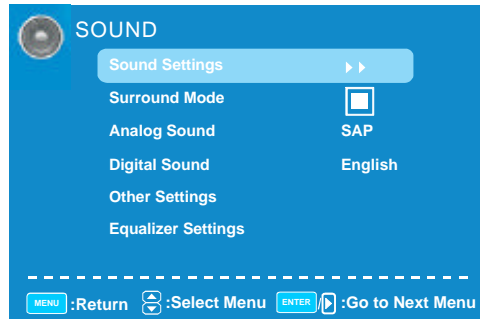 SOUND
Sound Settings
Surround Mode
Analog Sound SAP
Digital Sound English
Other Settings
Equalizer Settings
MENU :Return :Select Menu ENTER / :Go to Next Menu